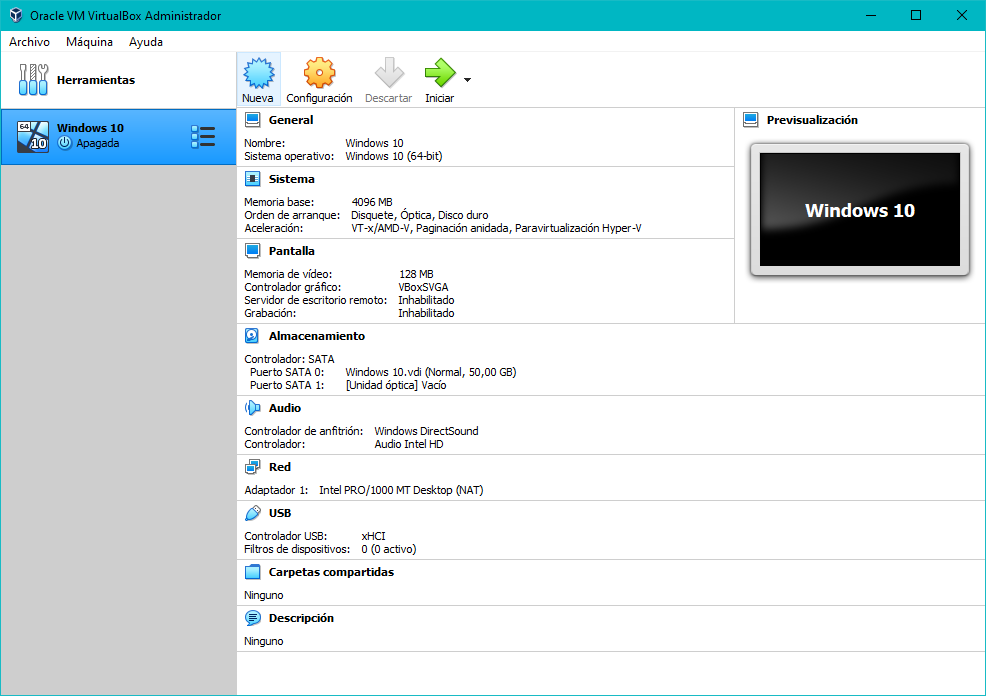 Oracle VM VirtualBox Administrador
Archivo Máquina Ayuda
Herramientas
Nueva Configuración Descartar Iniciar
64
10
Windows 10
Apagada
General
Nombre: Windows 10
Sistema operativo: Windows 10 (64-bit)
Sistema
Memoria base: 4096 MB
Orden de arranque: Disquete, Óptica, Disco duro
Aceleración: VT-x/AMD-V, Paginación anidada, Paravirtualización Hyper-V
Pantalla
Memoria de vídeo: 128 MB
Controlador gráfico: VBoxSVGA
Servidor de escritorio remoto: Inhabilitado
Grabación: Inhabilitado
Previsualización
Windows 10
Almacenamiento
Controlador: SATA
Puerto SATA 0: Windows 10.vdi (Normal, 50,00 GB)
Puerto SATA 1: [Unidad óptica] Vacío
Audio
Controlador de anfitrión: Windows DirectSound
Controlador: Audio Intel HD
Red
Adaptador 1: Intel PRO/1000 MT Desktop (NAT)
USB
Controlador USB: xHCI
Filtros de dispositivos: 0 (0 activo)
Carpetas compartidas
Ninguno
Descripción
Ninguno